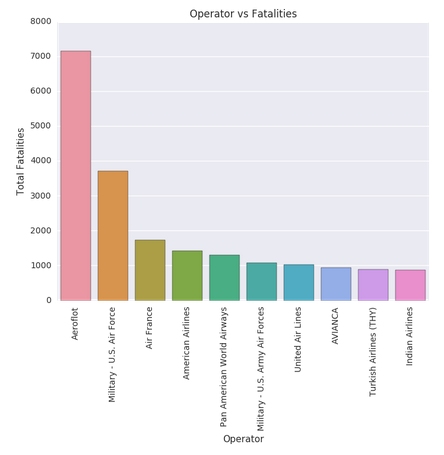 Operator vs Fatalities
8000
7000
6000
5000
4000
3000
2000
1000
0
Total Fatalities
Aeroflot
Military - U.S. Air Force
Air France
American Airlines
Pan American World Airways
Military - U.S. Army Air Forces
United Air Lines
AVIANCA
Turkish Airlines (THY)
Indian Airlines
Operator